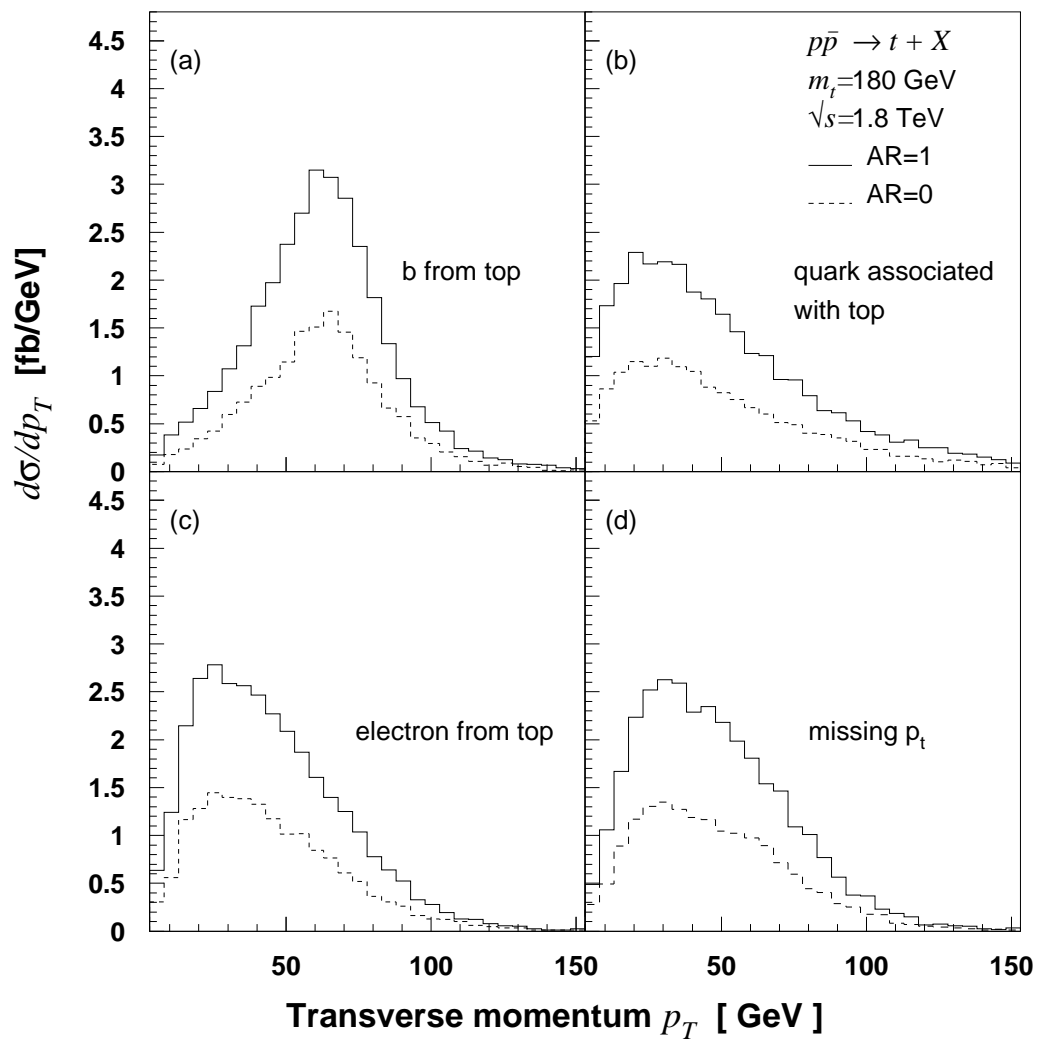 dσ/dp_T [fb/GeV]
4.5
4
3.5
3
2.5
2
1.5
1
0.5
0
(a)
b from top
(b)
pp̄ → t + X
m_t=180 GeV
√s=1.8 TeV
AR=1
AR=0
quark associated
with top
4.5
4
3.5
3
2.5
2
1.5
1
0.5
0
(c)
electron from top
(d)
missing p_t
50 100 150 50 100 150
Transverse momentum p_T [ GeV ]